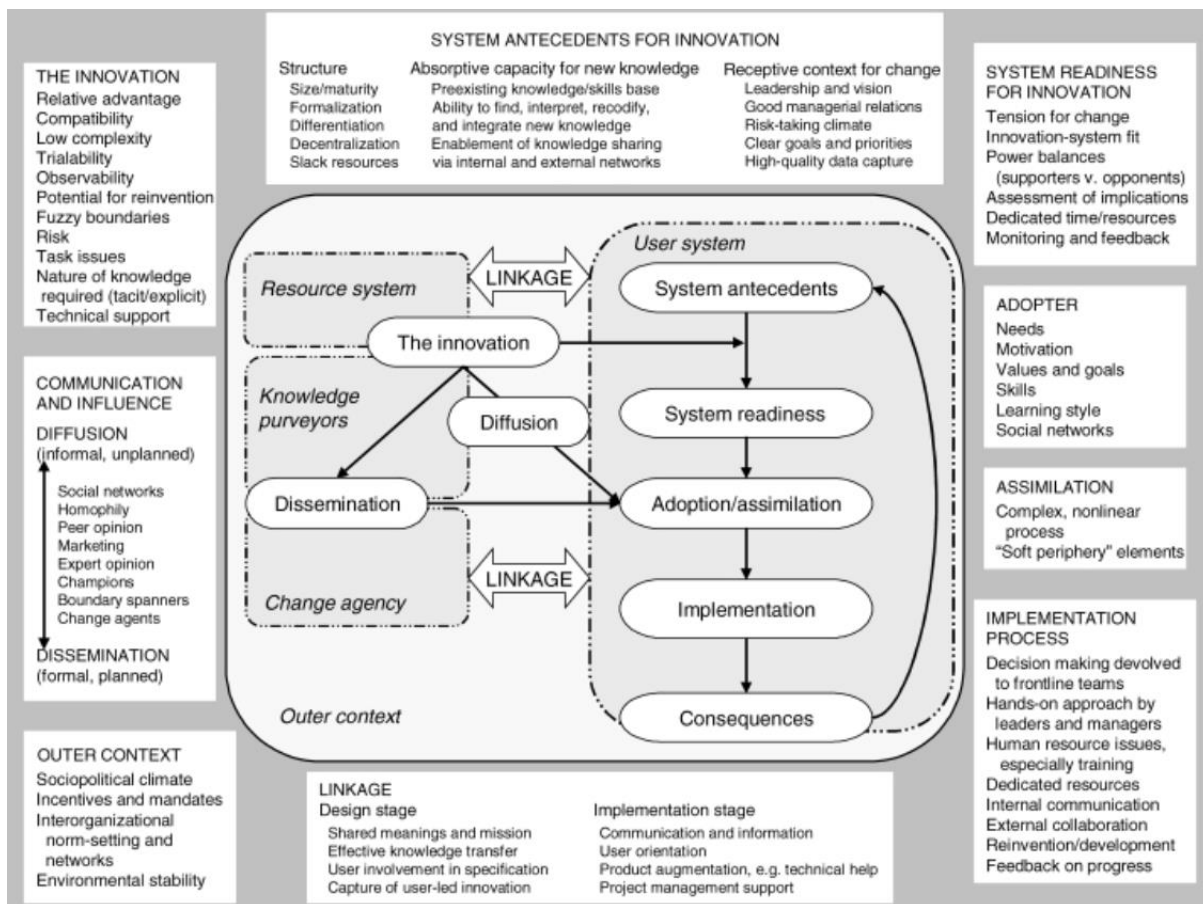 SYSTEM ANTECEDENTS FOR INNOVATION
Structure
Size/maturity
Formalization
Differentiation
Decentralization
Slack resources
Absorptive capacity for new knowledge
Preexisting knowledge/skills base
Ability to find, interpret, recodify,
and integrate new knowledge
Enablement of knowledge sharing
via internal and external networks
Receptive context for change
Leadership and vision
Good managerial relations
Risk-taking climate
Clear goals and priorities
High-quality data capture
THE INNOVATION
Relative advantage
Compatibility
Low complexity
Trialability
Observability
Potential for reinvention
Fuzzy boundaries
Risk
Task issues
Nature of knowledge
required (tacit/explicit)
Technical support
COMMUNICATION
AND INFLUENCE
DIFFUSION
(informal, unplanned)
Social networks
Homophily
Peer opinion
Marketing
Expert opinion
Champions
Boundary spanners
Change agents
DISSEMINATION
(formal, planned)
OUTER CONTEXT
Sociopolitical climate
Incentives and mandates
Interorganizational
norm-setting and
networks
Environmental stability
Resource system
LINKAGE
User system
System antecedents
The innovation
Knowledge
purveyors
Diffusion
System readiness
Dissemination
Adoption/assimilation
Change agency
LINKAGE
Implementation
Outer context
Consequences
LINKAGE
Design stage
Shared meanings and mission
Effective knowledge transfer
User involvement in specification
Capture of user-led innovation
Implementation stage
Communication and information
User orientation
Product augmentation, e.g. technical help
Project management support
SYSTEM READINESS
FOR INNOVATION
Tension for change
Innovation-system fit
Power balances
(supporters v. opponents)
Assessment of implications
Dedicated time/resources
Monitoring and feedback
ADOPTER
Needs
Motivation
Values and goals
Skills
Learning style
Social networks
ASSIMILATION
Complex, nonlinear
process
“Soft periphery” elements
IMPLEMENTATION
PROCESS
Decision making devolved
to frontline teams
Hands-on approach by
leaders and managers
Human resource issues,
especially training
Dedicated resources
Internal communication
External collaboration
Reinvention/development
Feedback on progress